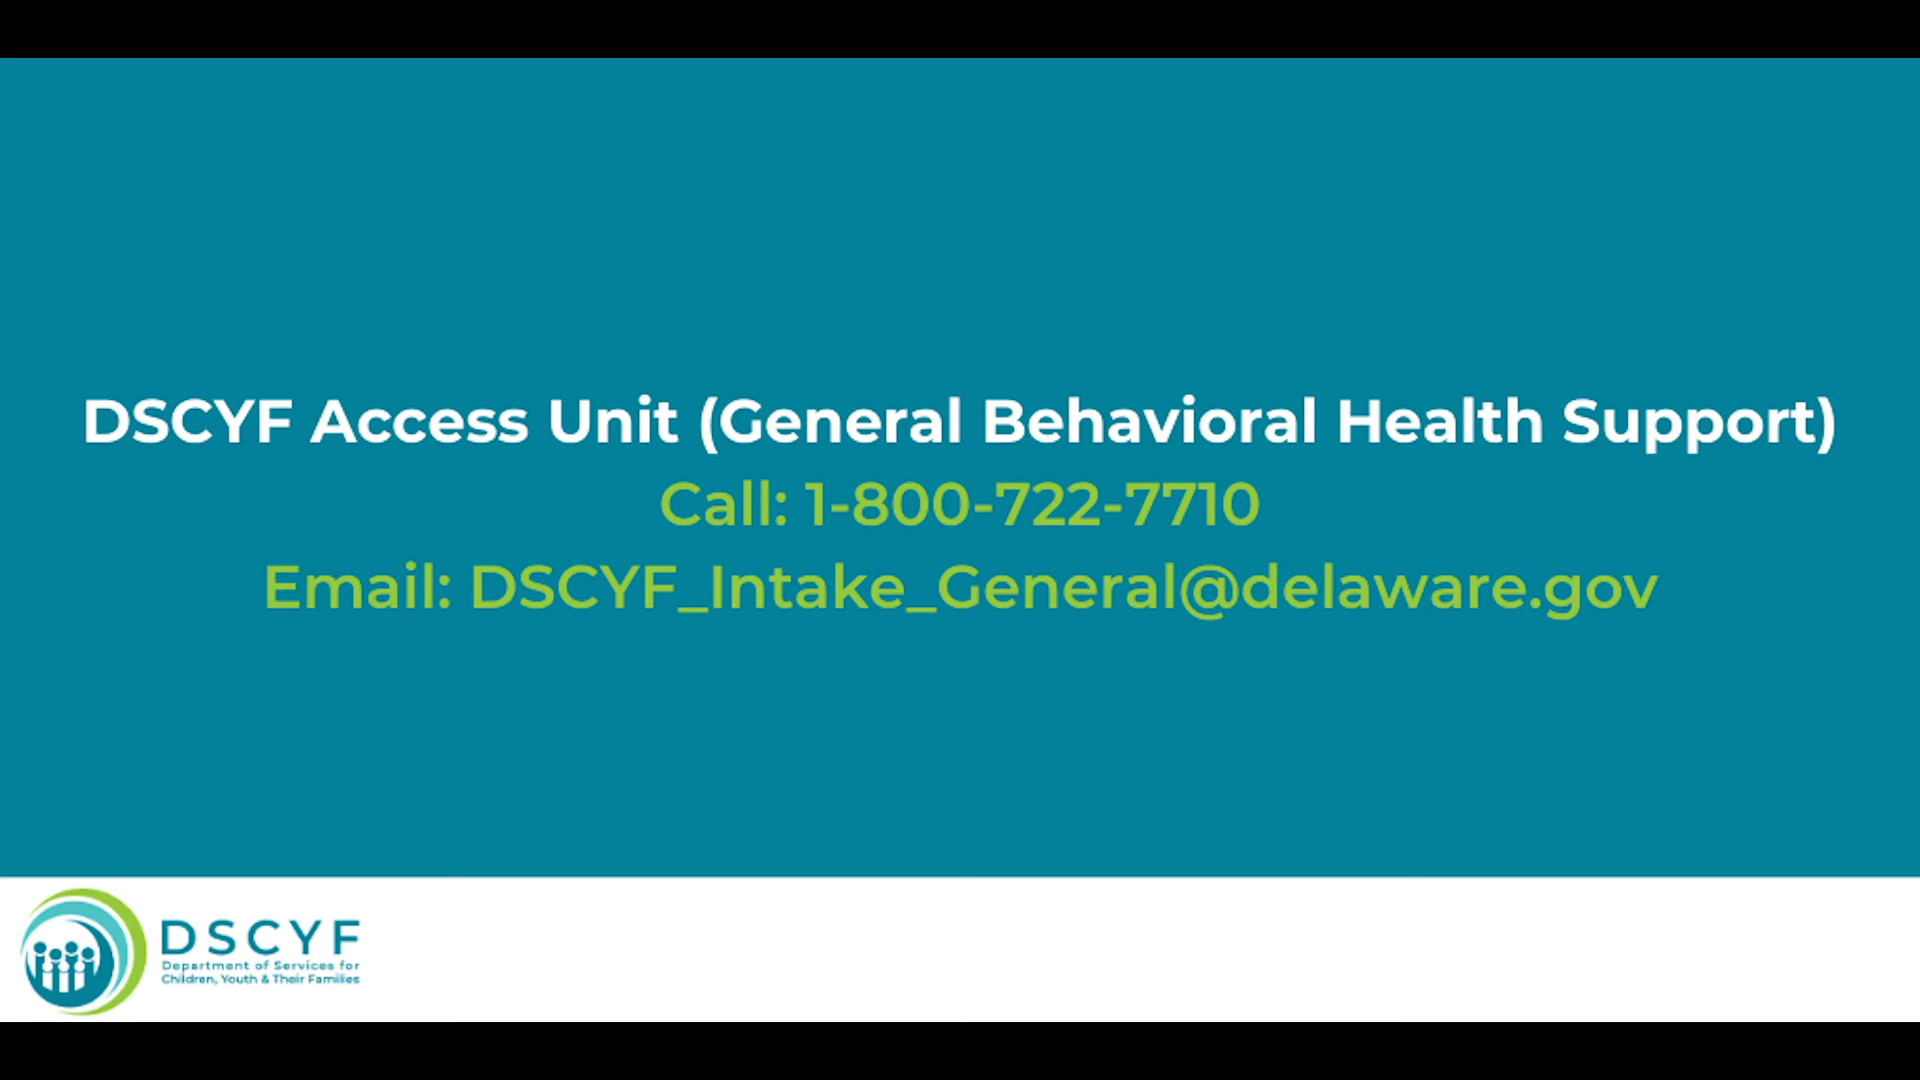 DSCYF Access Unit (General Behavioral Health Support)
Call: 1-800-722-7710
Email: DSCYF_Intake_General@delaware.gov
DSCYF
Department of Services for
Children, Youth & Their Families